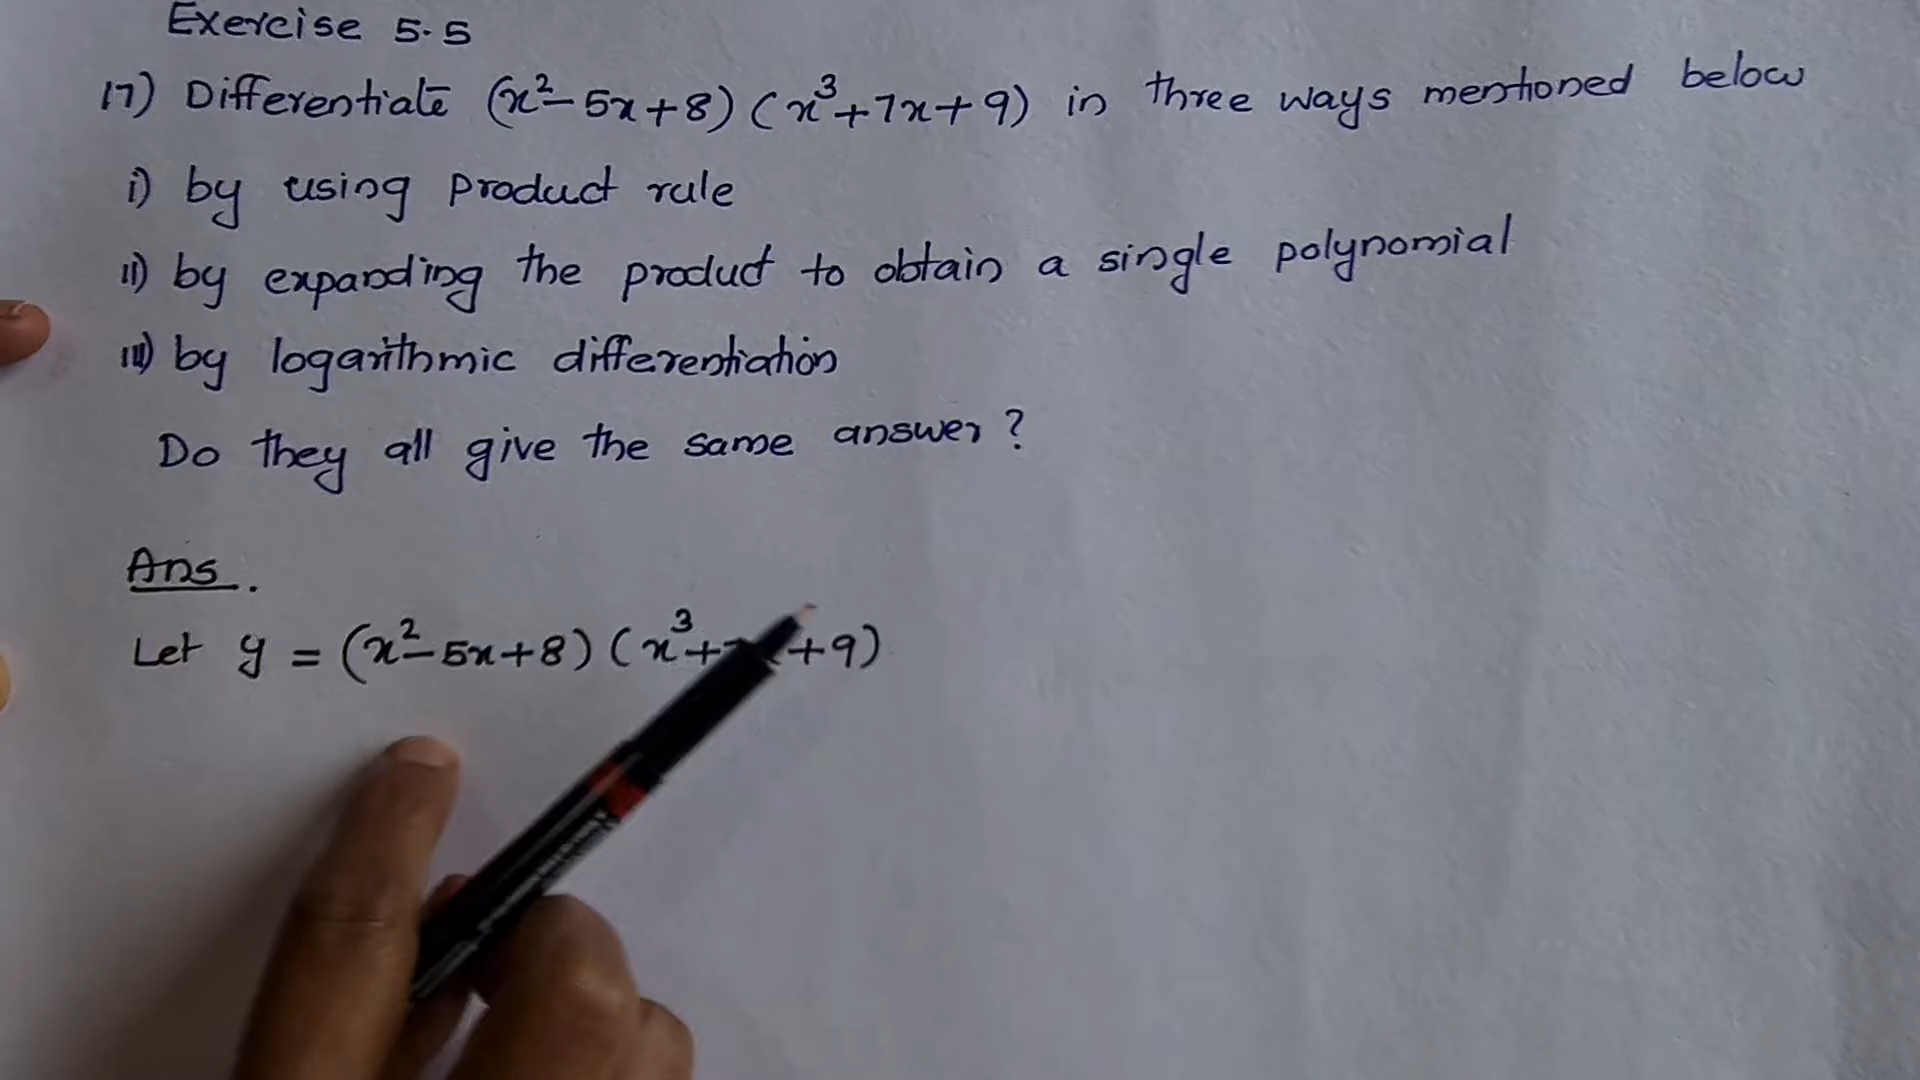 Exercise 5.5
17) Differentiate (x²-5x+8)(x³+7x+9) in three ways mentioned below
i) by using product rule
ii) by expanding the product to obtain a single polynomial
iii) by logarithmic differentiation
Do they all give the same answer?
Ans.
Let y = (x²-5x+8)(x³+ +9)